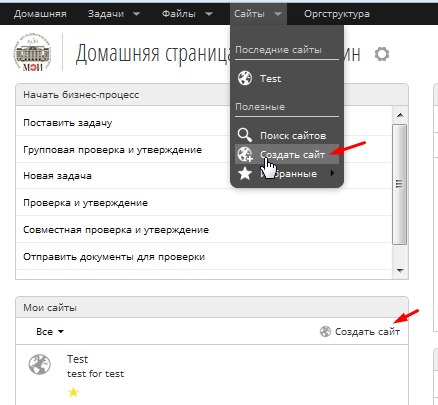 Домашняя Задачи Файлы Сайты Оргструктура
МЭИ
Домашняя страница ин
Последние сайты
Test
Полезные
Поиск сайтов
Создать сайт
Избранные
Начать бизнес-процесс
Поставить задачу
Групповая проверка и утверждение
Новая задача
Проверка и утверждение
Совместная проверка и утверждение
Отправить документы для проверки
Мои сайты
Все Создать сайт
Test
test for test